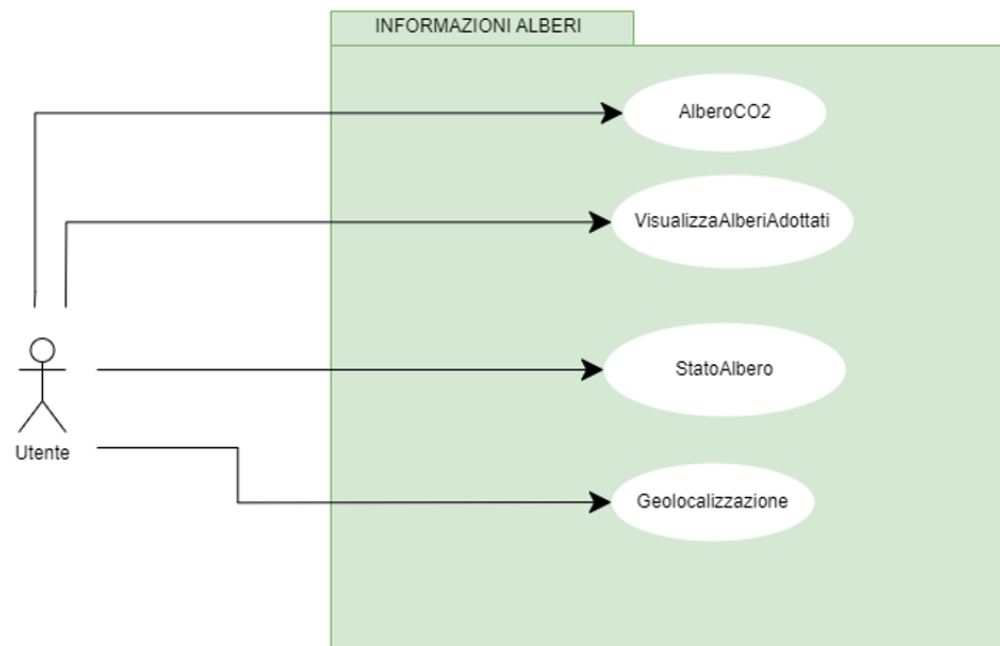 INFORMAZIONI ALBERI
AlberoCO2
VisualizzaAlberiAdottati
StatoAlbero
Utente
Geolocalizzazione